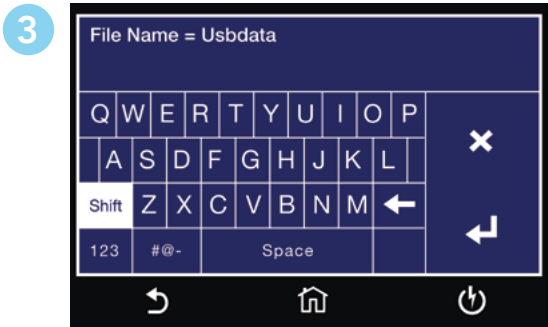 3
File Name = Usbdata
Q W E R T Y U I O P
A S D F G H J K L
Shift Z X C V B N M
123 #@- Space